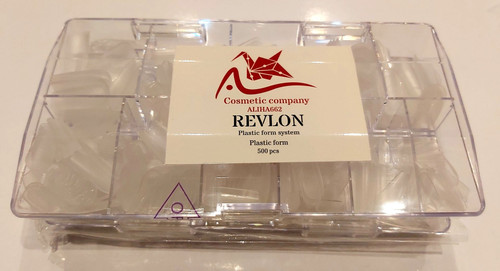 Cosmetic company
ALIHA662
REVLON
Plastic form system
Plastic form
500 pcs